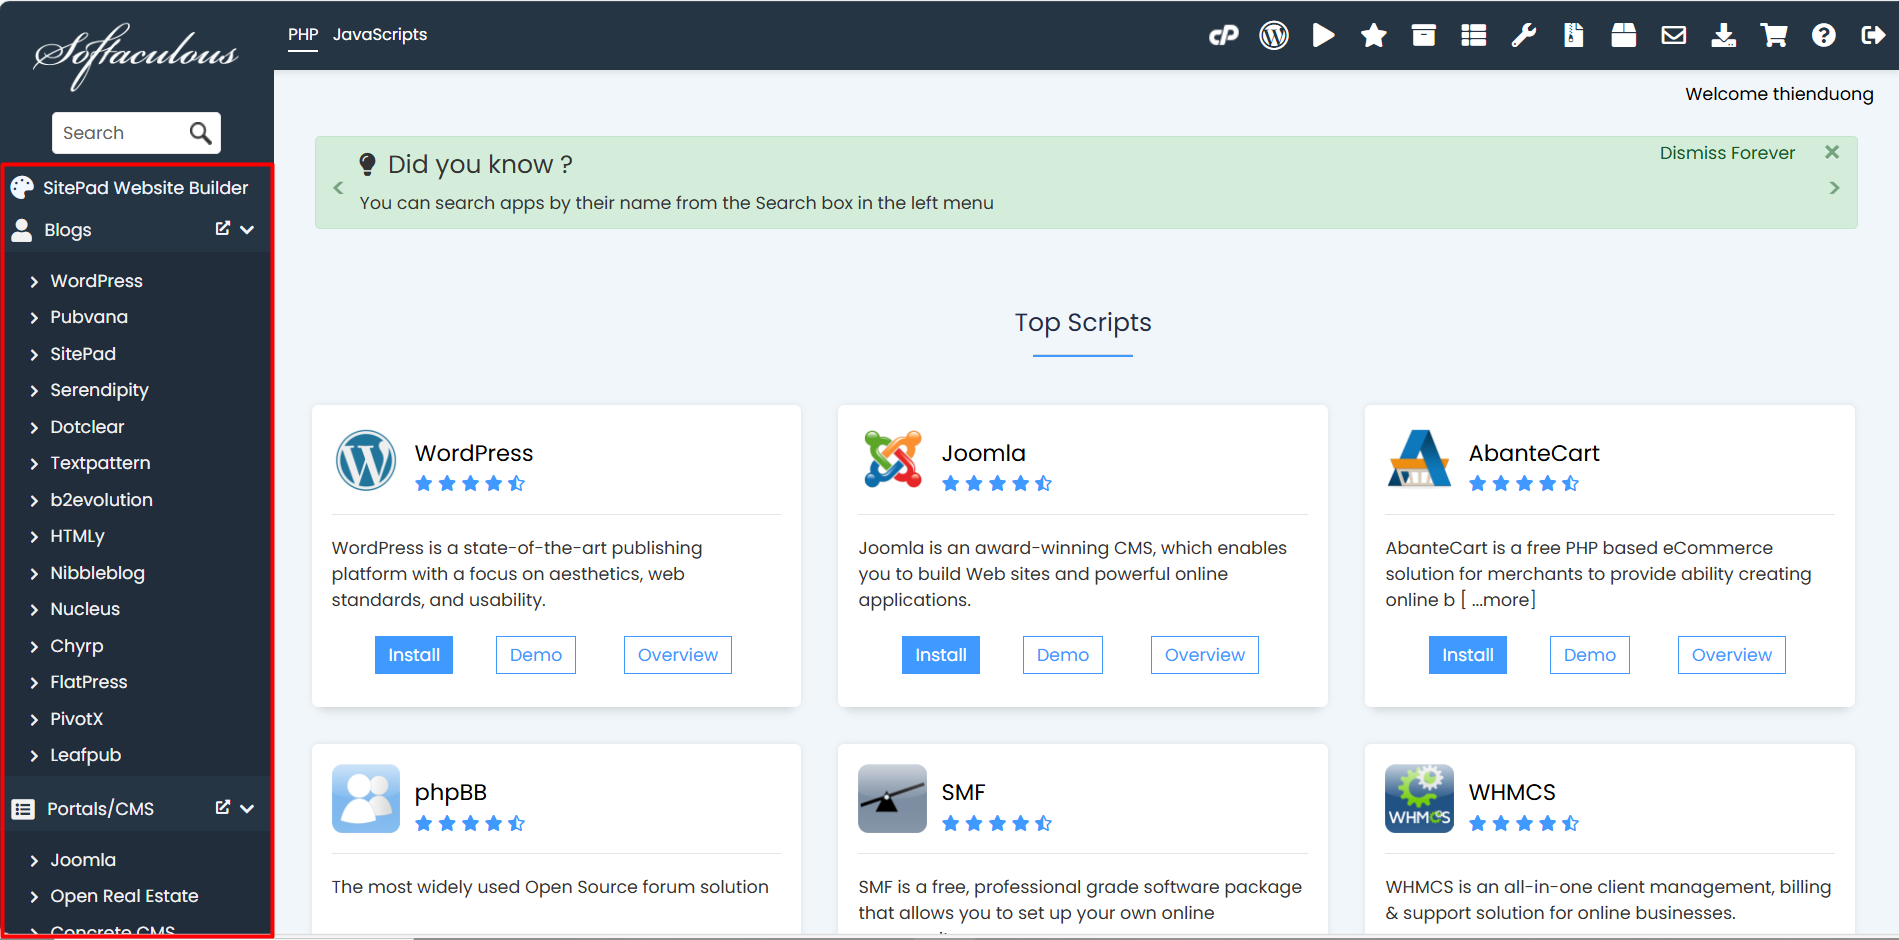 Softaculous
PHP JavaScripts
cP
Search
Welcome thienduong
SitePad Website Builder
Blogs
WordPress
Pubvana
SitePad
Serendipity
Dotclear
Textpattern
b2evolution
HTMLy
Nibbleblog
Nucleus
Chyrp
FlatPress
PivotX
Leafpub
Portals/CMS
Joomla
Open Real Estate
Concrete CMS
Did you know ?
Dismiss Forever
You can search apps by their name from the Search box in the left menu
Top Scripts
WordPress
WordPress is a state-of-the-art publishing
platform with a focus on aesthetics, web
standards, and usability.
Install Demo Overview
Joomla
Joomla is an award-winning CMS, which enables
you to build Web sites and powerful online
applications.
Install Demo Overview
AbanteCart
AbanteCart is a free PHP based eCommerce
solution for merchants to provide ability creating
online b [ ...more]
Install Demo Overview
phpBB
The most widely used Open Source forum solution
SMF
SMF is a free, professional grade software package
that allows you to set up your own online
WHMCS
WHMCS
WHMCS is an all-in-one client management, billing
& support solution for online businesses.